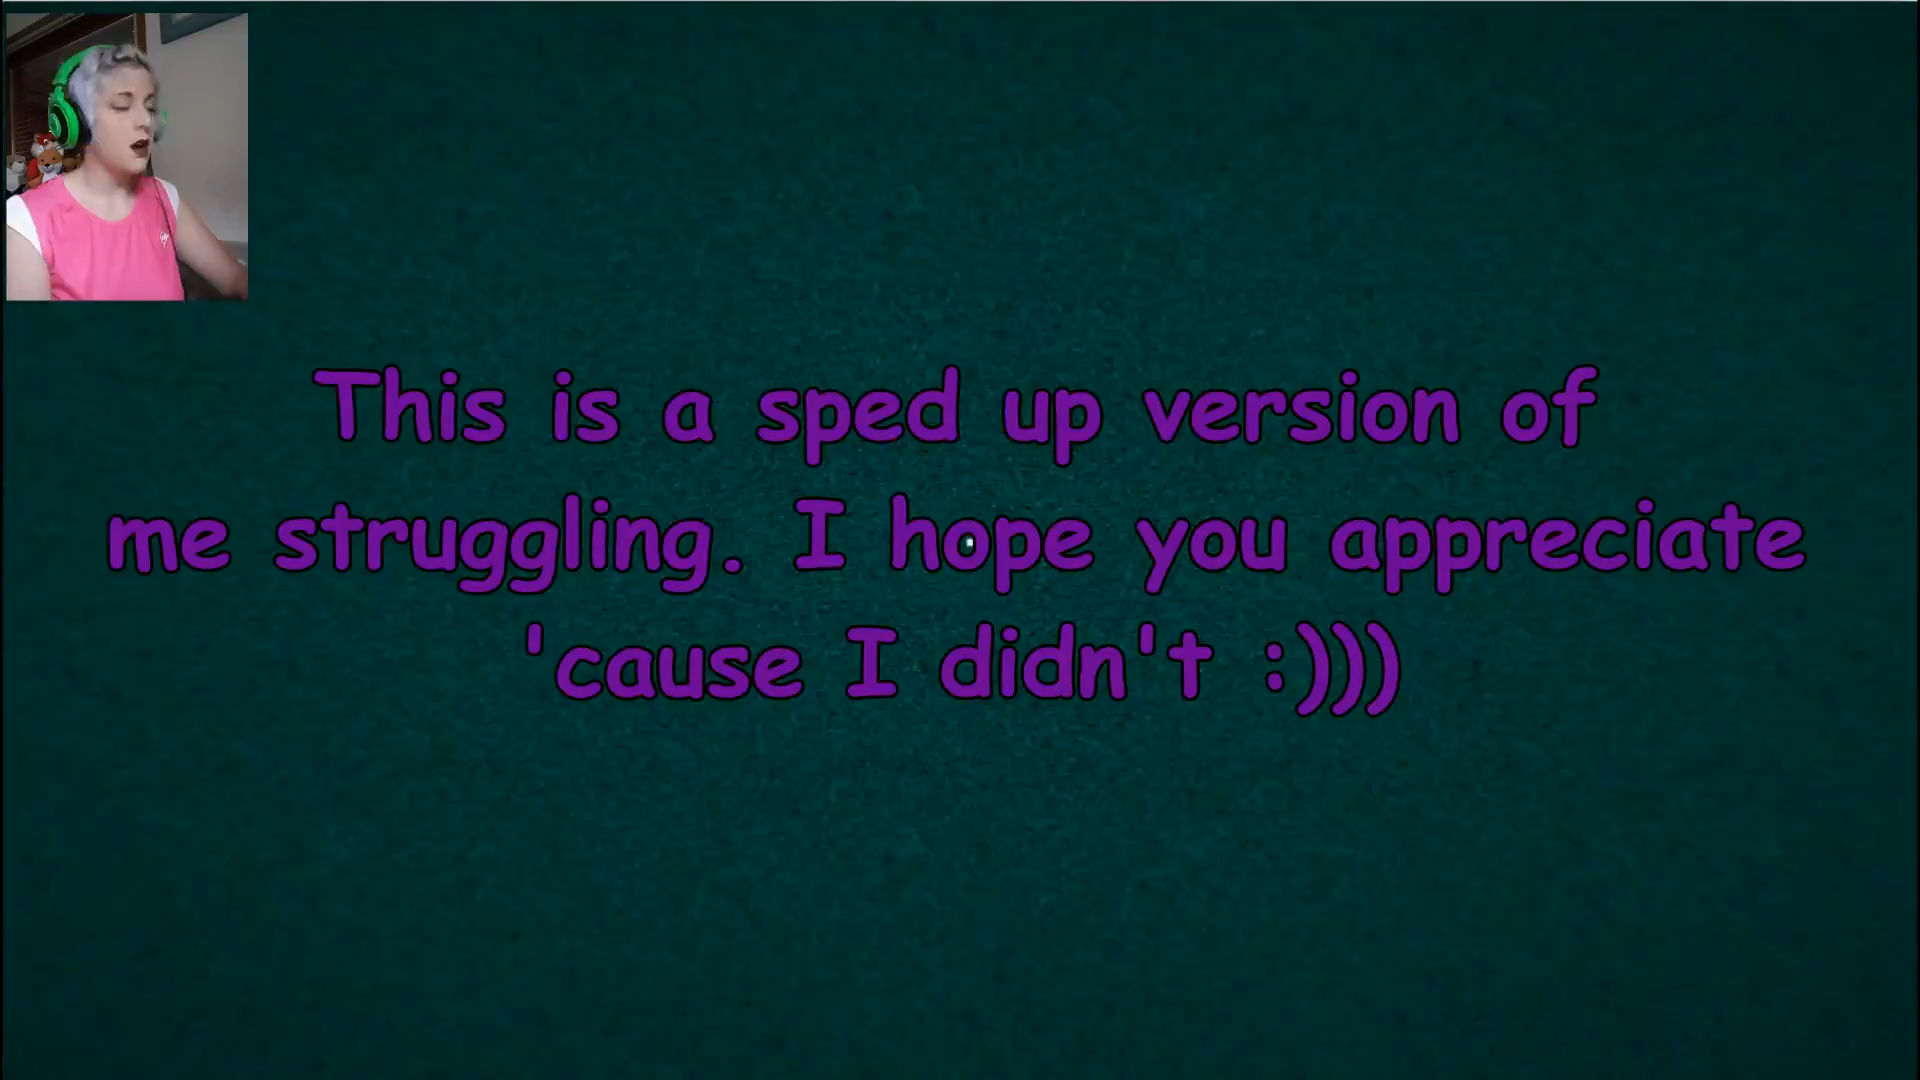 This is a sped up version of
me struggling. I hope you appreciate
'cause I didn't :)))